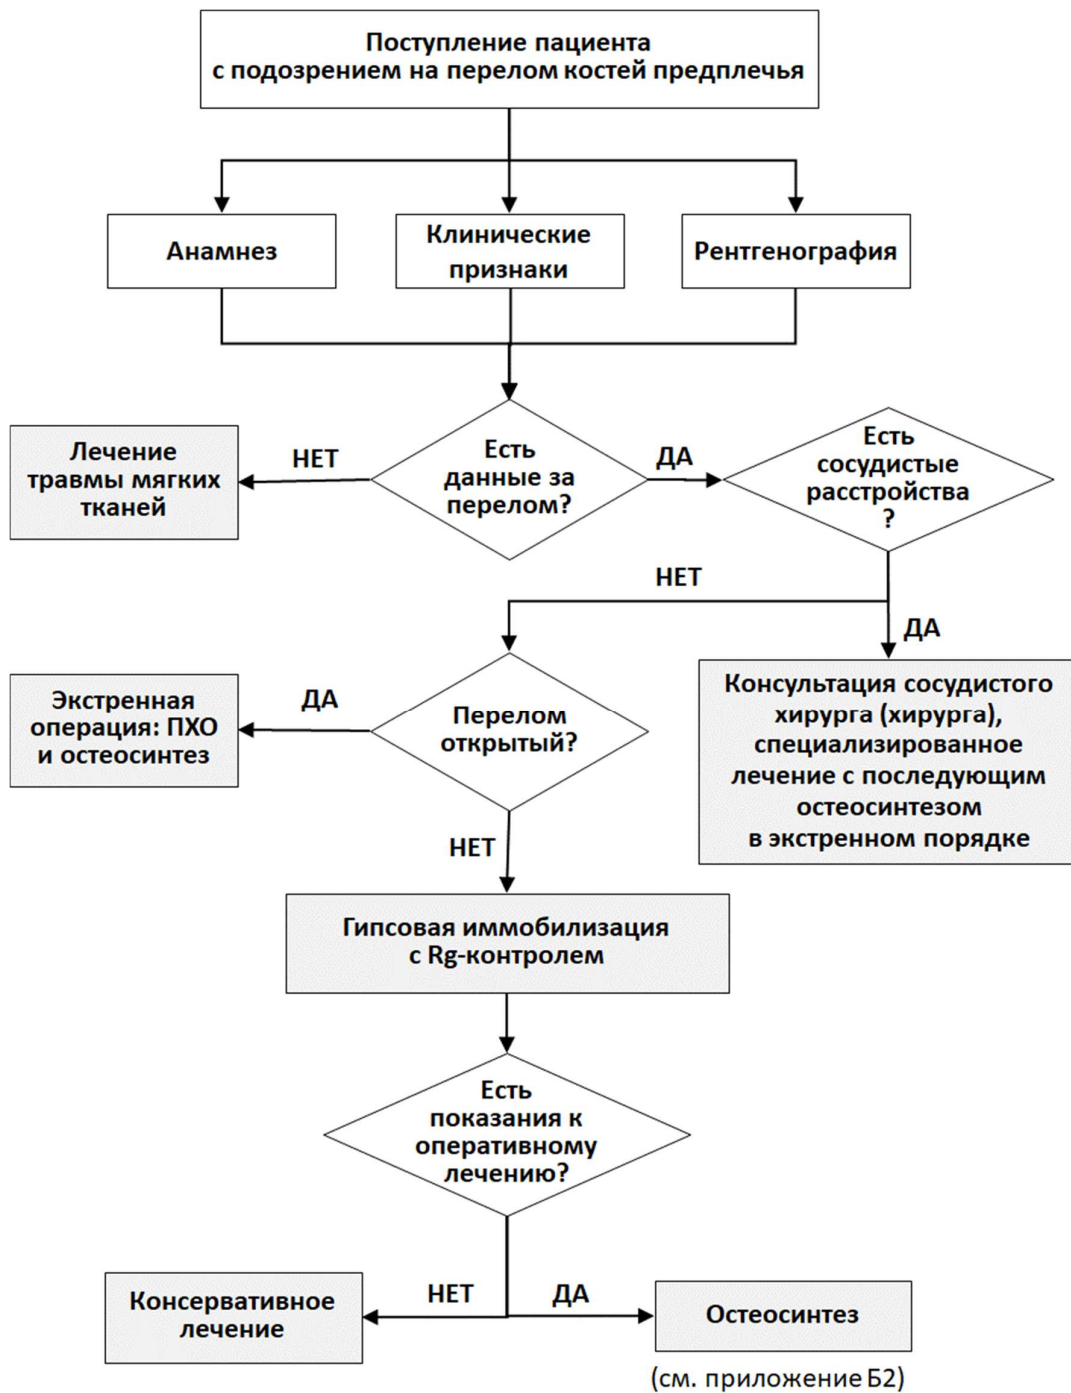 Поступление пациента
с подозрением на перелом костей предплечья
Анамнез
Клинические
признаки
Рентгенография
Лечение
травмы мягких
тканей
НЕТ
Есть
данные за
перелом?
ДА
Есть
сосудистые
расстройства
?
НЕТ
ДА
Экстренная
операция: ПХО
и остеосинтез
ДА
Перелом
открытый?
Консультация сосудистого
хирурга (хирурга),
специализированное
лечение с последующим
остеосинтезом
в экстренном порядке
НЕТ
Гипсовая иммобилизация
с Rg-контролем
Есть
показания к
оперативному
лечению?
Консервативное
лечение
НЕТ
ДА
Остеосинтез
(см. приложение Б2)